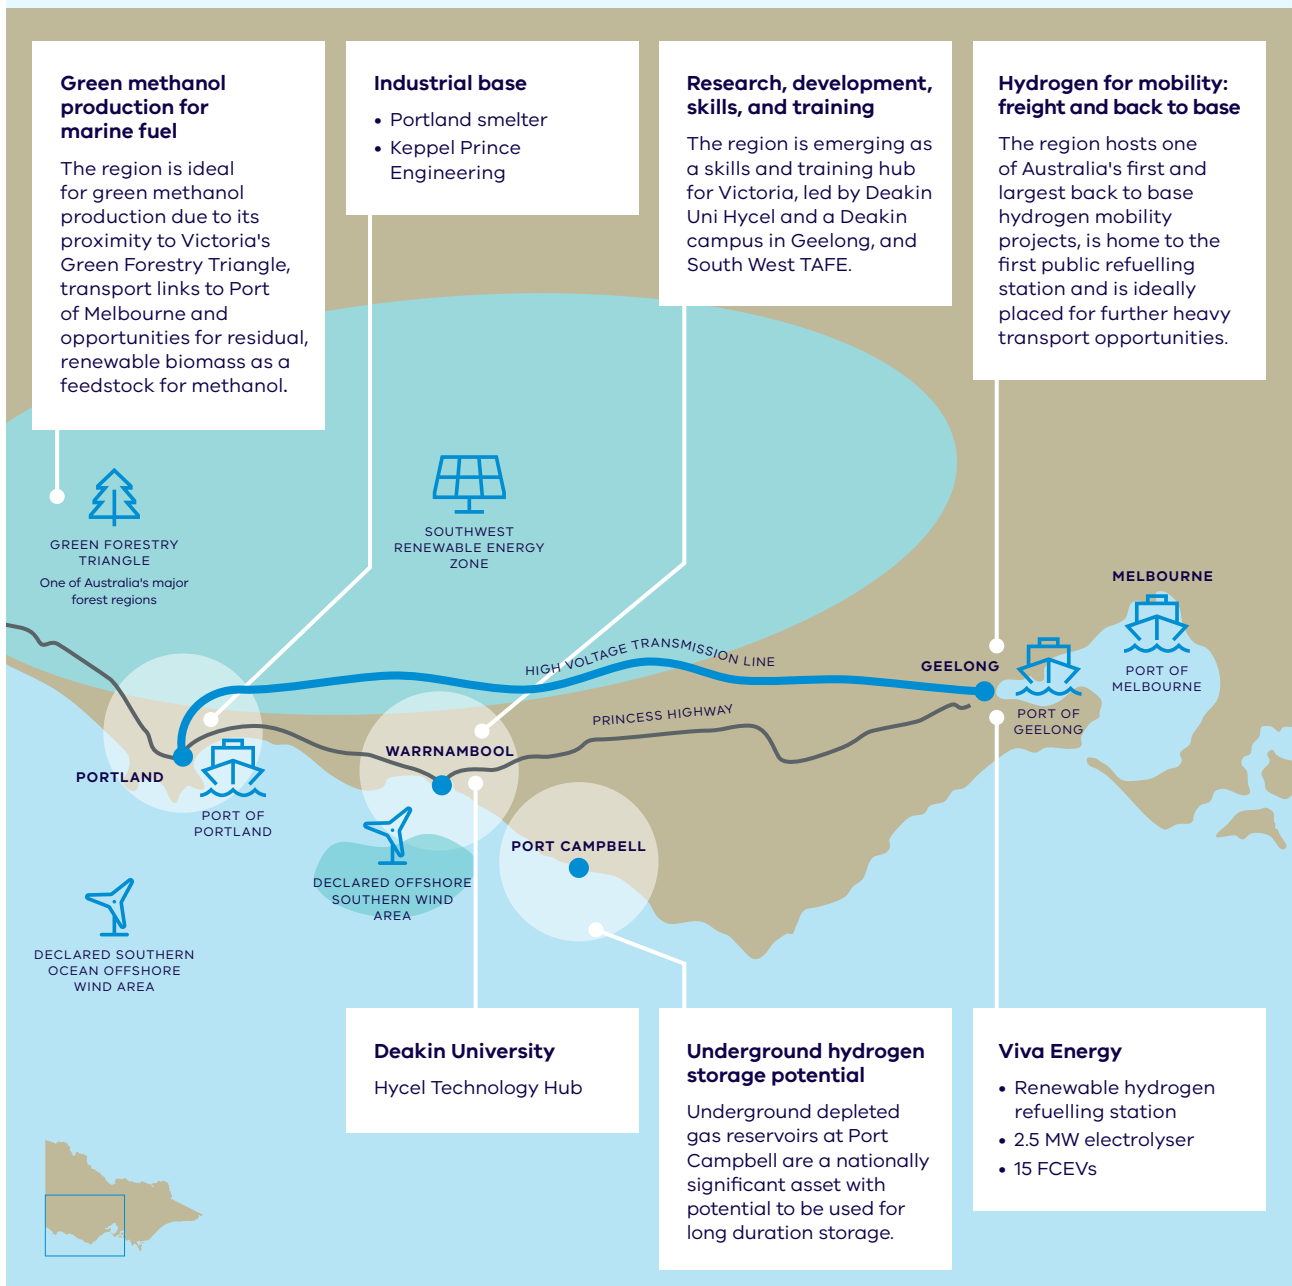 Green methanol
production for
marine fuel
The region is ideal
for green methanol
production due to its
proximity to Victoria's
Green Forestry Triangle,
transport links to Port
of Melbourne and
opportunities for residual,
renewable biomass as a
feedstock for methanol.
Industrial base
• Portland smelter
• Keppel Prince
Engineering
Research, development,
skills, and training
The region is emerging as
a skills and training hub
for Victoria, led by Deakin
Uni Hycel and a Deakin
campus in Geelong, and
South West TAFE.
Hydrogen for mobility:
freight and back to base
The region hosts one
of Australia's first and
largest back to base
hydrogen mobility
projects, is home to the
first public refuelling
station and is ideally
placed for further heavy
transport opportunities.
GREEN FORESTRY
TRIANGLE
One of Australia's major
forest regions
SOUTHWEST
RENEWABLE ENERGY
ZONE
MELBOURNE
PORT OF
MELBOURNE
HIGH VOLTAGE TRANSMISSION LINE
GEELONG
PORT OF
GEELONG
PRINCESS HIGHWAY
WARRNAMBOOL
PORTLAND
PORT OF
PORTLAND
PORT CAMPBELL
DECLARED OFFSHORE
SOUTHERN WIND
AREA
DECLARED SOUTHERN
OCEAN OFFSHORE
WIND AREA
Deakin University
Hycel Technology Hub
Underground hydrogen
storage potential
Underground depleted
gas reservoirs at Port
Campbell are a nationally
significant asset with
potential to be used for
long duration storage.
Viva Energy
• Renewable hydrogen
refuelling station
• 2.5 MW electrolyser
• 15 FCEVs